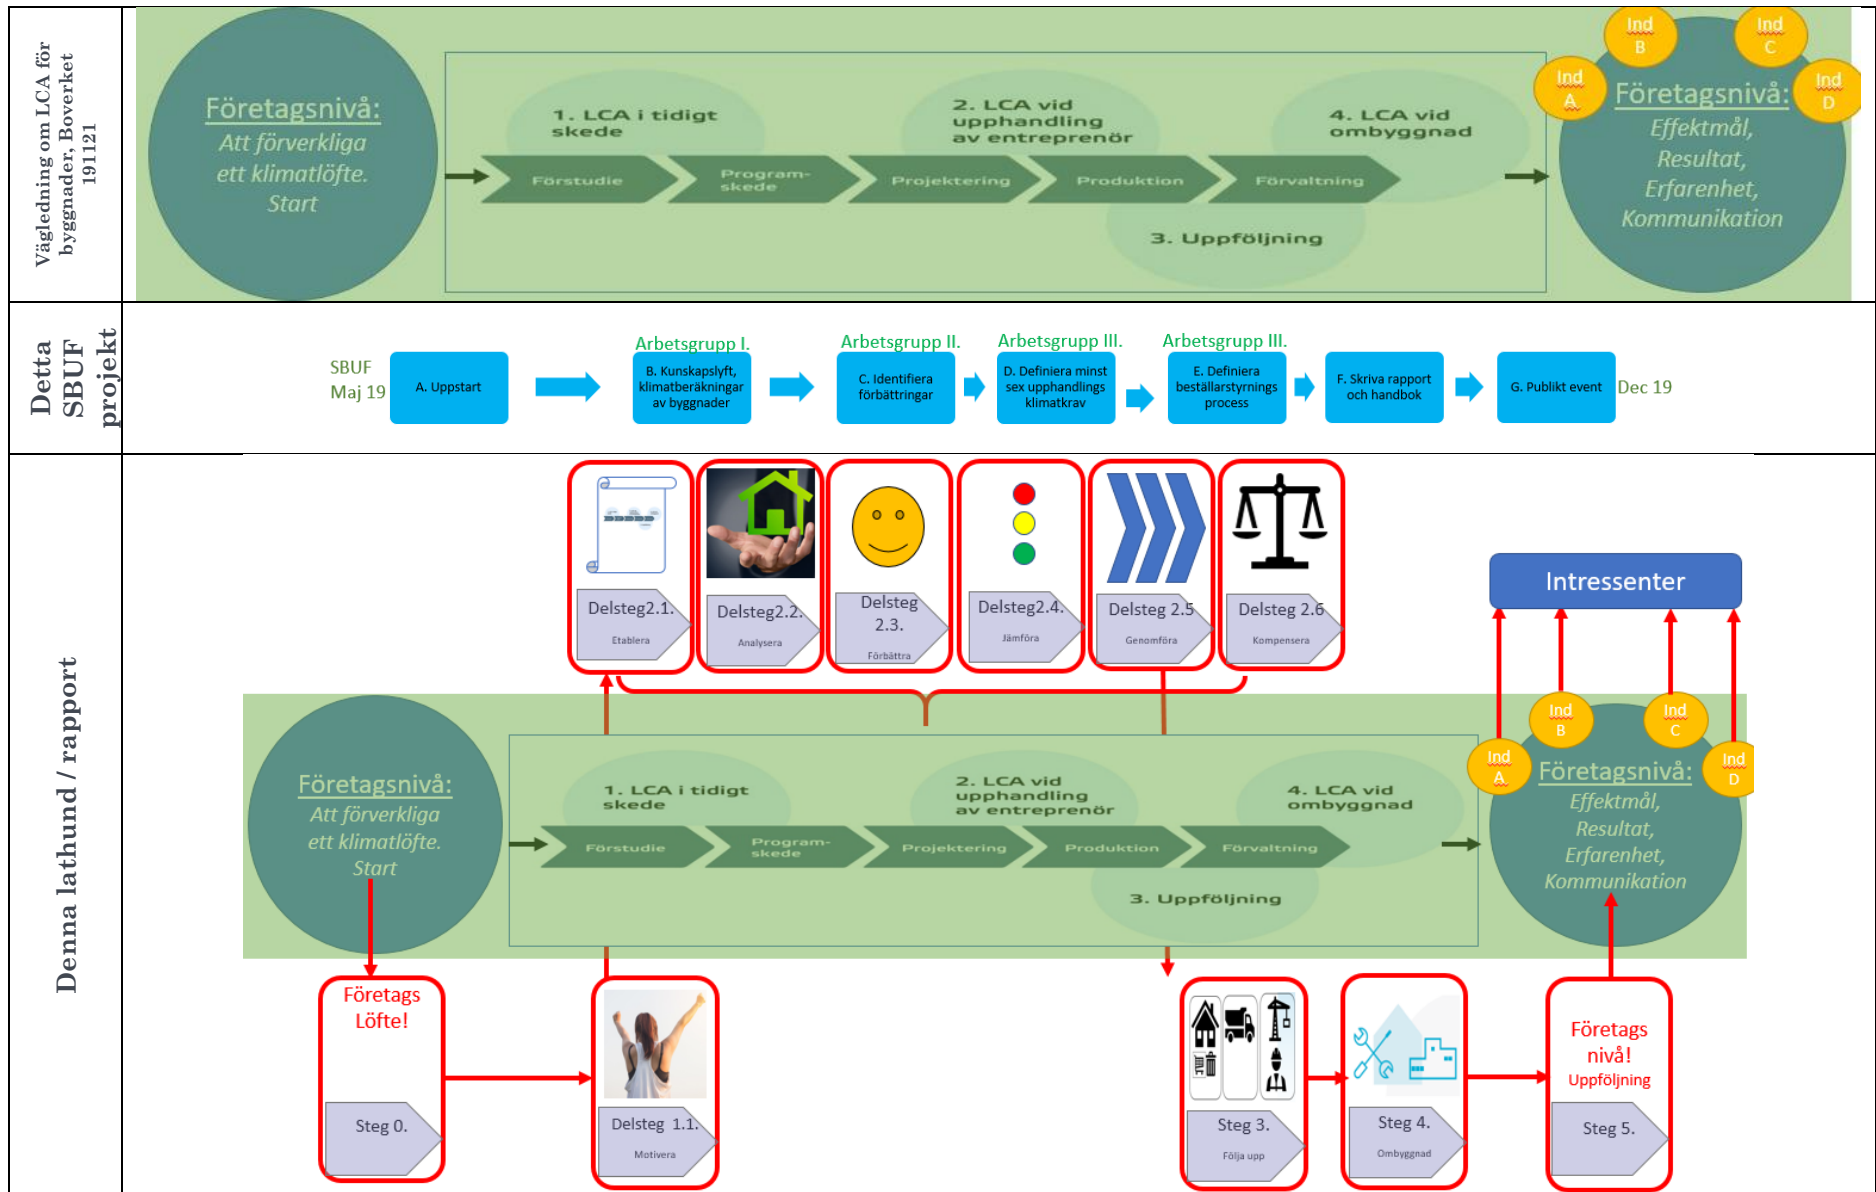 Vägledning om LCA för
byggnader, Boverket
191121
Företagsnivå:
Att förverkliga
ett klimatlöfte.
Start
1. LCA i tidigt
skede
2. LCA vid
upphandling
av entreprenör
4. LCA vid
ombyggnad
Förstudie
Program-
skede
Projektering
Produktion
Förvaltning
3. Uppföljning
Ind
A
Ind
B
Ind
C
Ind
D
Företagsnivå:
Effektmål,
Resultat,
Erfarenhet,
Kommunikation
Detta
SBUF
projekt
SBUF
Maj 19
A. Uppstart
Arbetsgrupp I.
B. Kunskapslyft,
klimatberäkningar
av byggnader
Arbetsgrupp II.
C. Identifiera
förbättringar
Arbetsgrupp III.
D. Definiera minst
sex upphandlings
klimatkrav
Arbetsgrupp III.
E. Definiera
beställarstyrnings
process
F. Skriva rapport
och handbok
G. Publikt event
Dec 19
Denna lathund / rapport
Delsteg2.1.
Etablera
Delsteg2.2.
Analysera
Delsteg
2.3.
Förbättra
Delsteg2.4.
Jämföra
Delsteg 2.5
Genomföra
Delsteg 2.6
Kompensera
Intressenter
Företagsnivå:
Att förverkliga
ett klimatlöfte.
Start
1. LCA i tidigt
skede
2. LCA vid
upphandling
av entreprenör
4. LCA vid
ombyggnad
Förstudie
Program-
skede
Projektering
Produktion
Förvaltning
3. Uppföljning
Ind
A
Ind
B
Ind
C
Ind
D
Företagsnivå:
Effektmål,
Resultat,
Erfarenhet,
Kommunikation
Företags
Löfte!
Steg 0.
Delsteg 1.1.
Motivera
Steg 3.
Följa upp
Steg 4.
Ombyggnad
Företags
nivå!
Uppföljning
Steg 5.